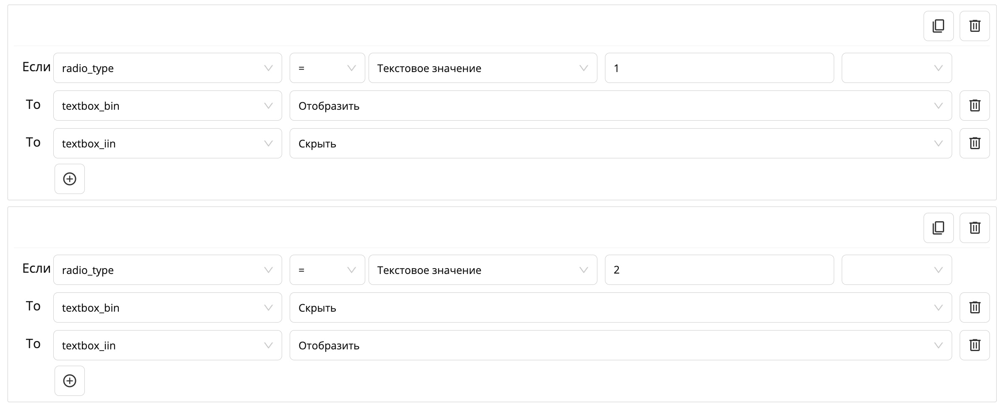 Если radio_type = Текстовое значение 1
То textbox_bin Отобразить
То textbox_iin Скрыть
Если radio_type = Текстовое значение 2
То textbox_bin Скрыть
То textbox_iin Отобразить